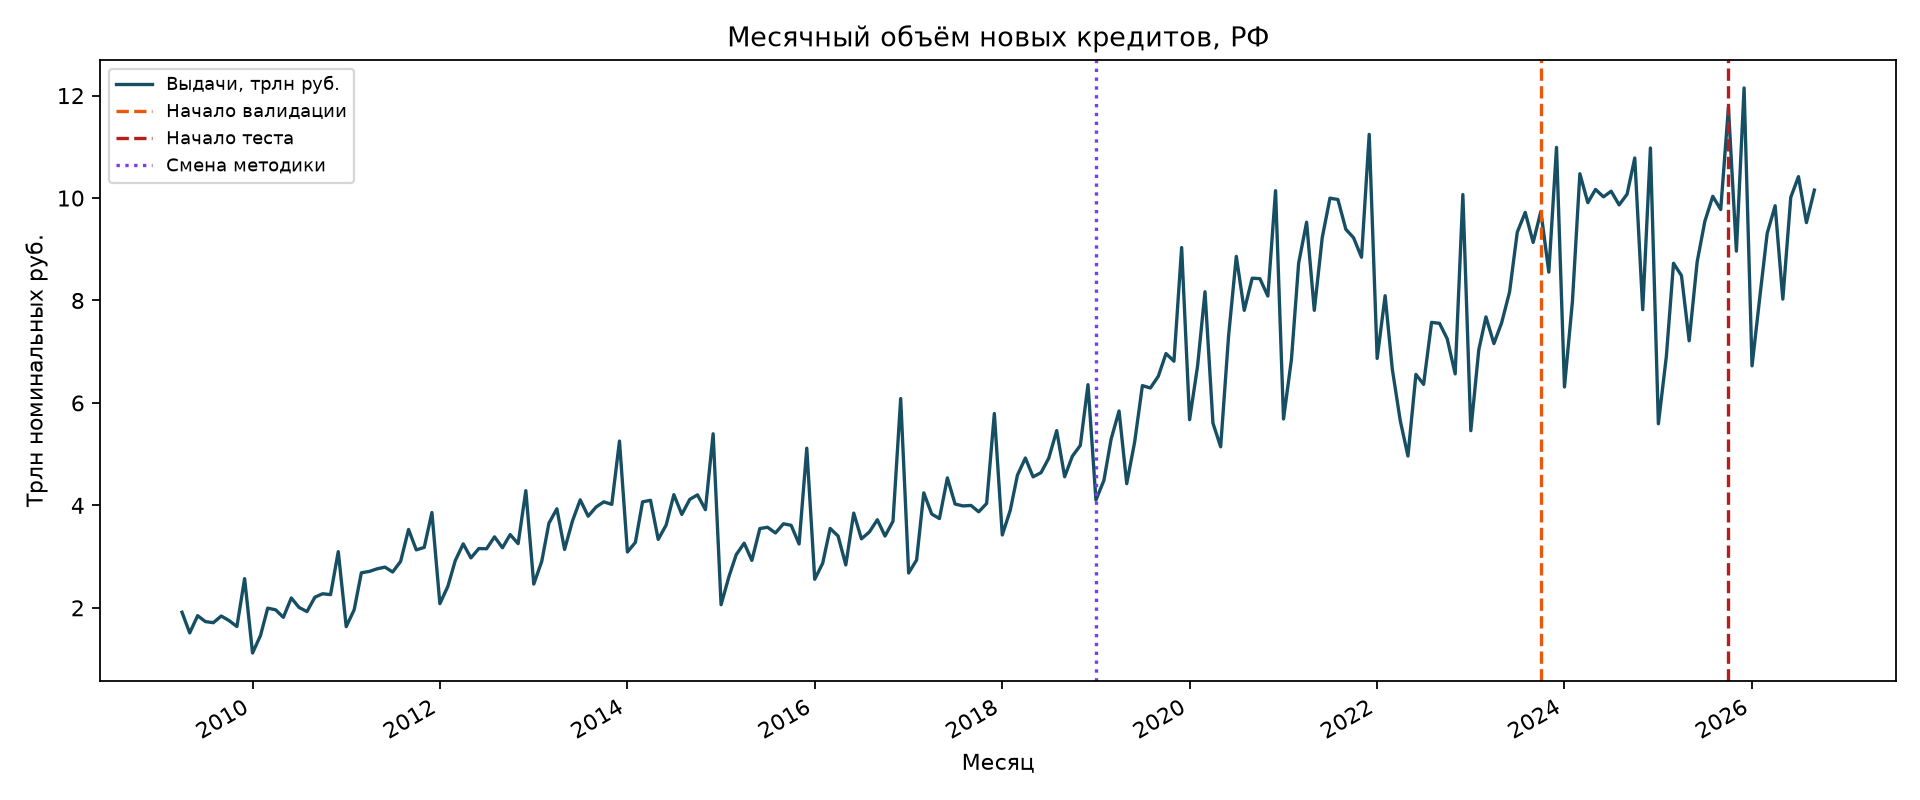 Месячный объём новых кредитов, РФ
Выдачи, трлн руб.
Начало валидации
Начало теста
Смена методики
Трлн номинальных руб.
12
10
8
6
4
2
2010
2012
2014
2016
2018
2020
2022
2024
2026
Месяц